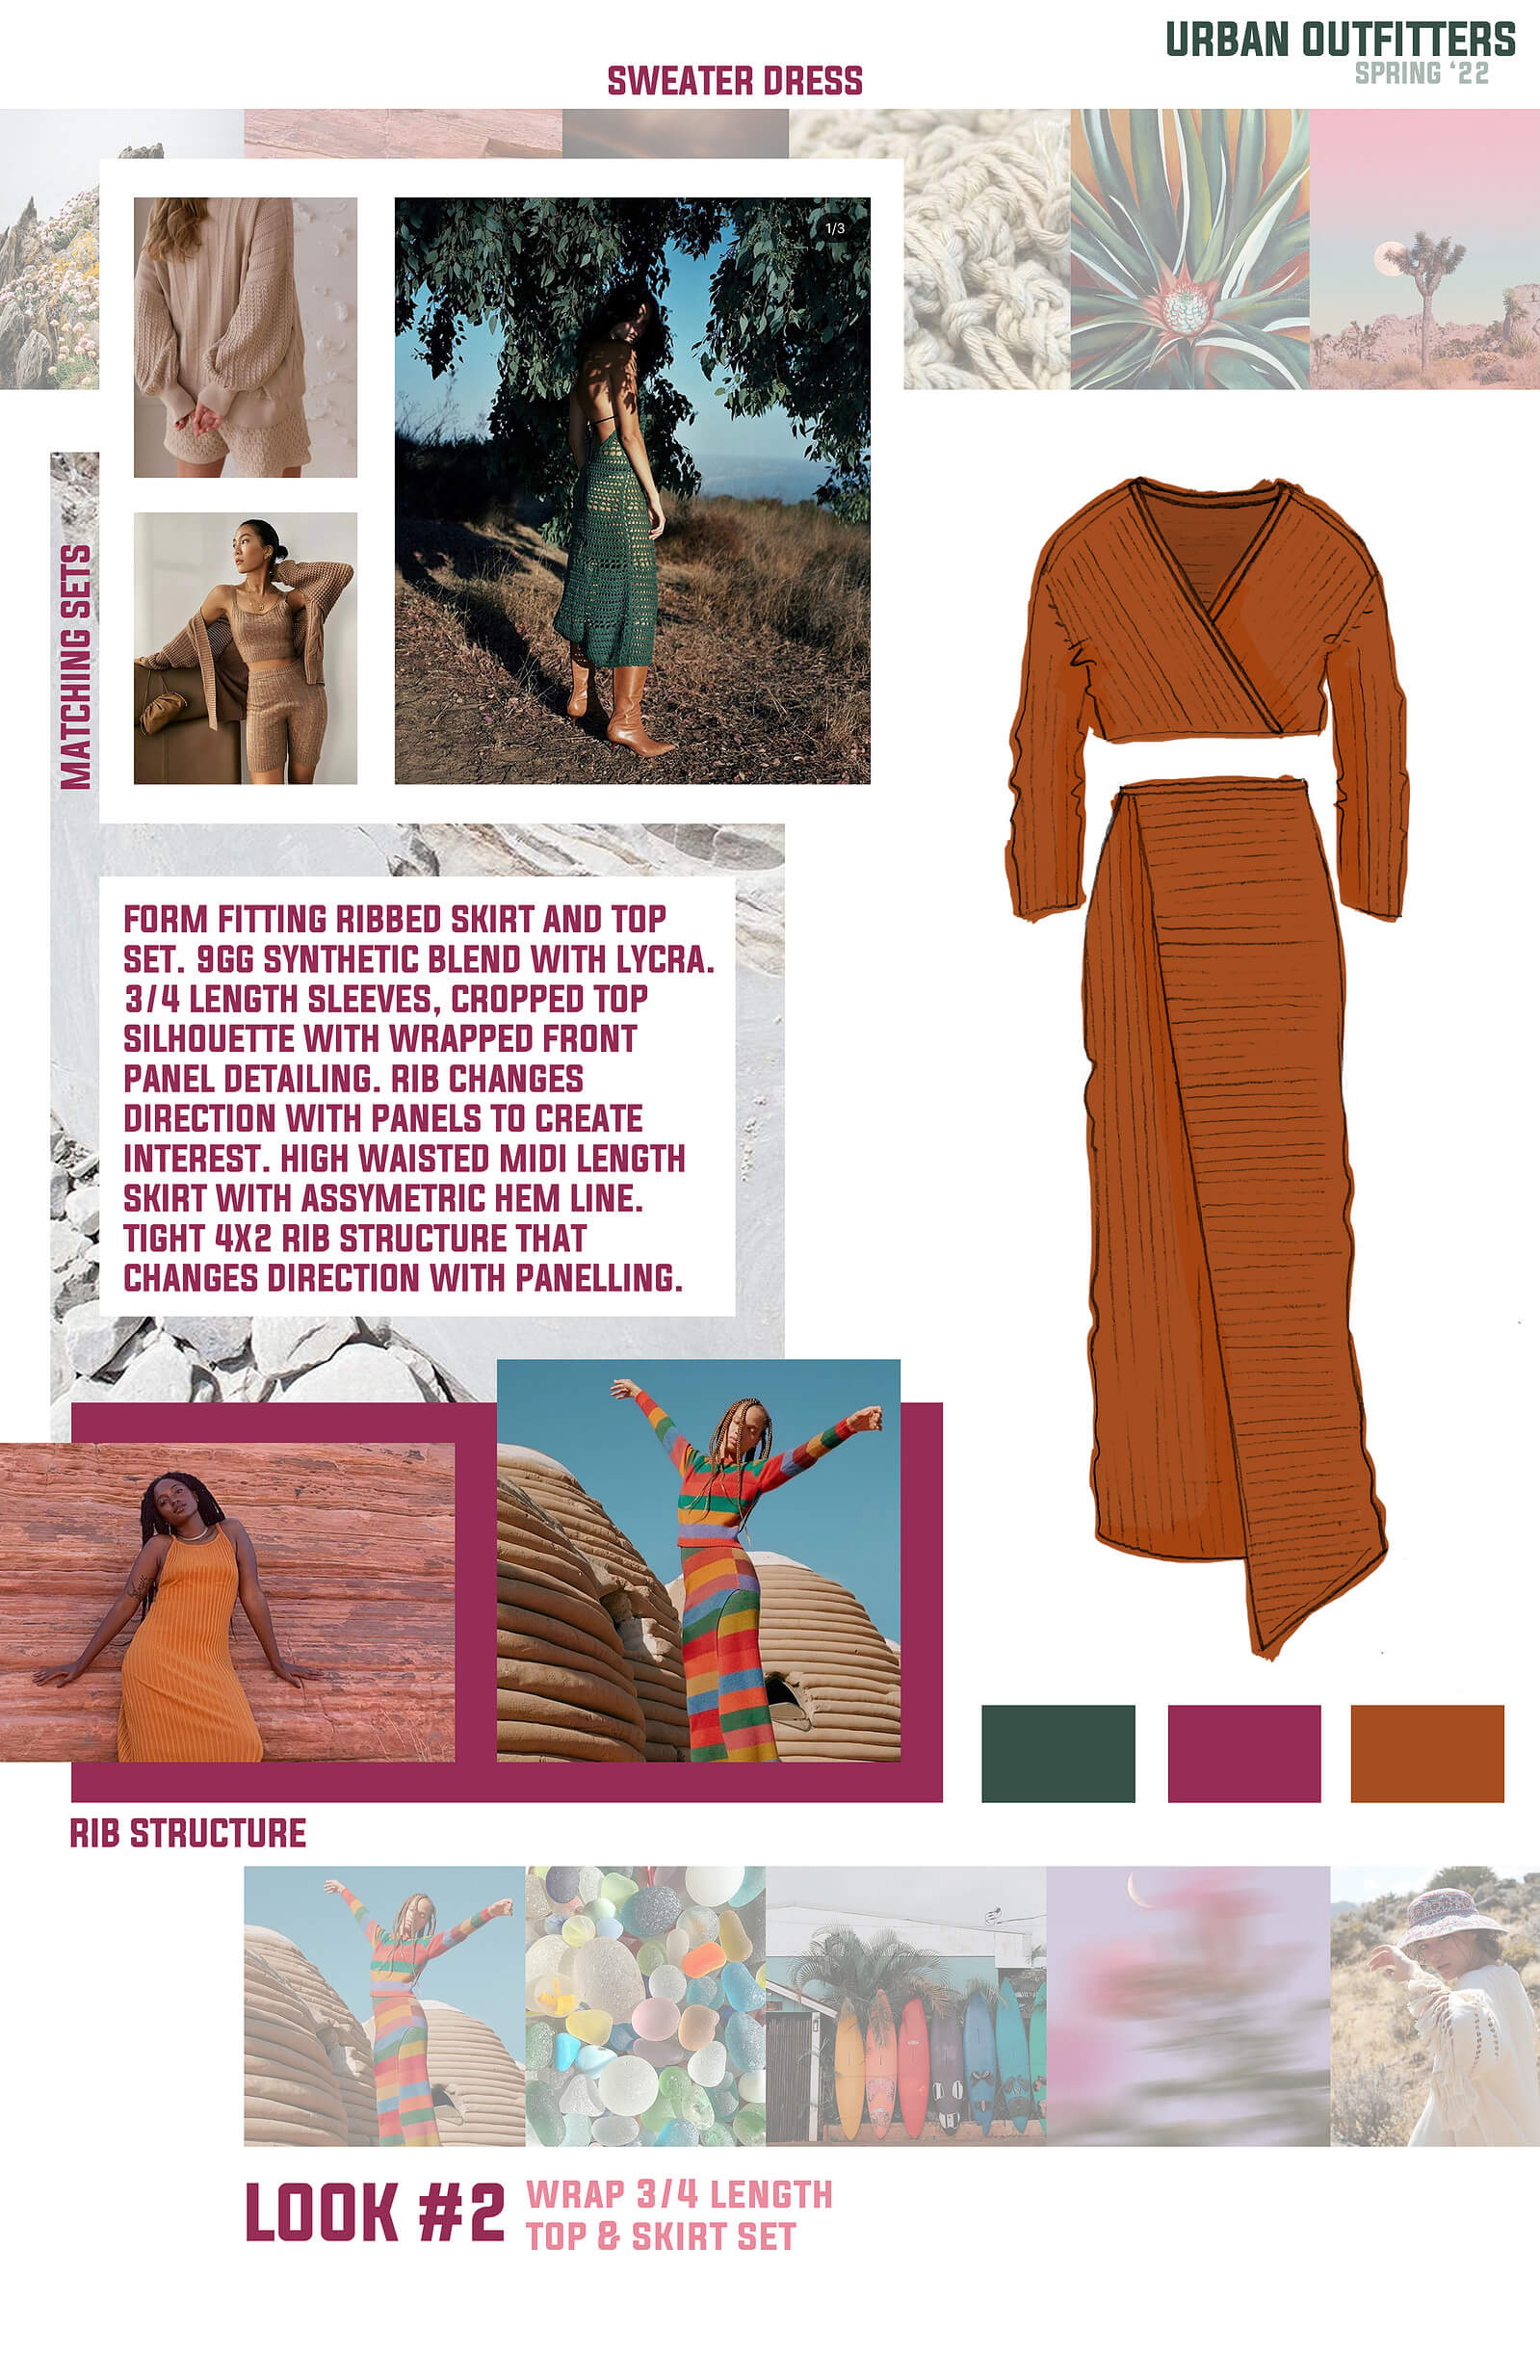 URBAN OUTFITTERS
SPRING ‘22
SWEATER DRESS
1/3
MATCHING SETS
FORM FITTING RIBBED SKIRT AND TOP
SET. 9GG SYNTHETIC BLEND WITH LYCRA.
3/4 LENGTH SLEEVES, CROPPED TOP
SILHOUETTE WITH WRAPPED FRONT
PANEL DETAILING. RIB CHANGES
DIRECTION WITH PANELS TO CREATE
INTEREST. HIGH WAISTED MIDI LENGTH
SKIRT WITH ASSYMETRIC HEM LINE.
TIGHT 4X2 RIB STRUCTURE THAT
CHANGES DIRECTION WITH PANELLING.
RIB STRUCTURE
LOOK #2
WRAP 3/4 LENGTH
TOP & SKIRT SET